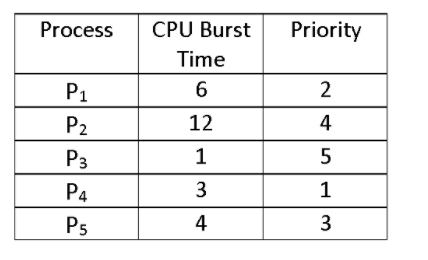 Process CPU Burst Time Priority
P₁ 6 2
P₂ 12 4
P₃ 1 5
P₄ 3 1
P₅ 4 3